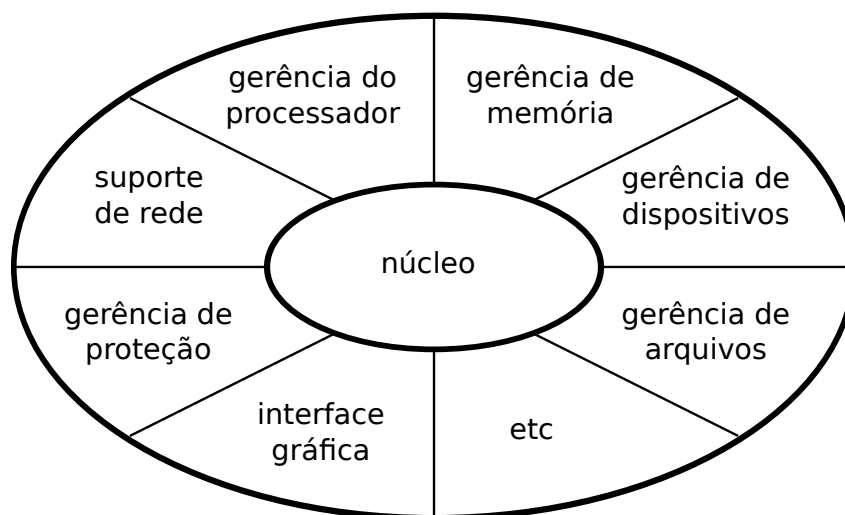 gerência do
processador
gerência de
memória
suporte
de rede
gerência de
dispositivos
núcleo
gerência de
proteção
gerência de
arquivos
interface
gráfica
etc